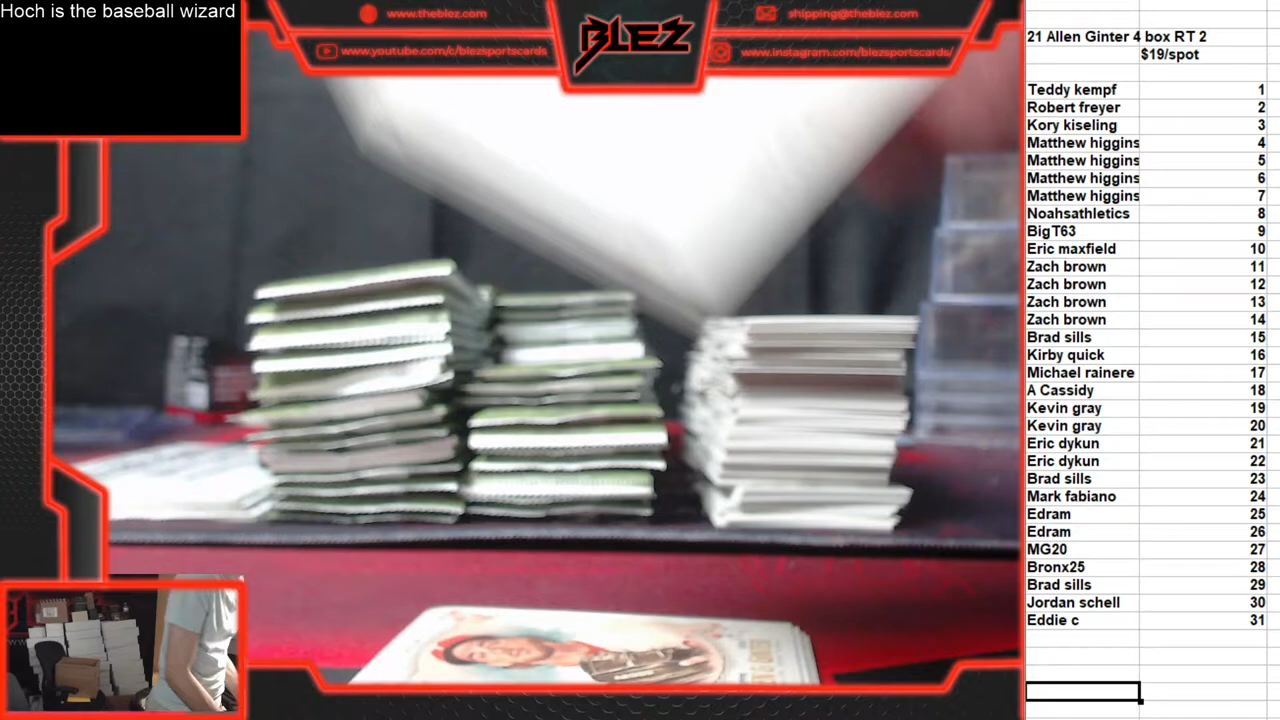 Hoch is the baseball wizard
www.theblez.com
shipping@theblez.com
BLEZ
www.youtube.com/c/blezsportscards
www.instagram.com/blezsportscards/
21 Allen Ginter 4 box RT 2
$19/spot
Teddy kempf 1
Robert freyer 2
Kory kiseling 3
Matthew higgins 4
Matthew higgins 5
Matthew higgins 6
Matthew higgins 7
Noahsathletics 8
BigT63 9
Eric maxfield 10
Zach brown 11
Zach brown 12
Zach brown 13
Zach brown 14
Brad sills 15
Kirby quick 16
Michael rainere 17
A Cassidy 18
Kevin gray 19
Kevin gray 20
Eric dykun 21
Eric dykun 22
Brad sills 23
Mark fabiano 24
Edram 25
Edram 26
MG20 27
Bronx25 28
Brad sills 29
Jordan schell 30
Eddie c 31